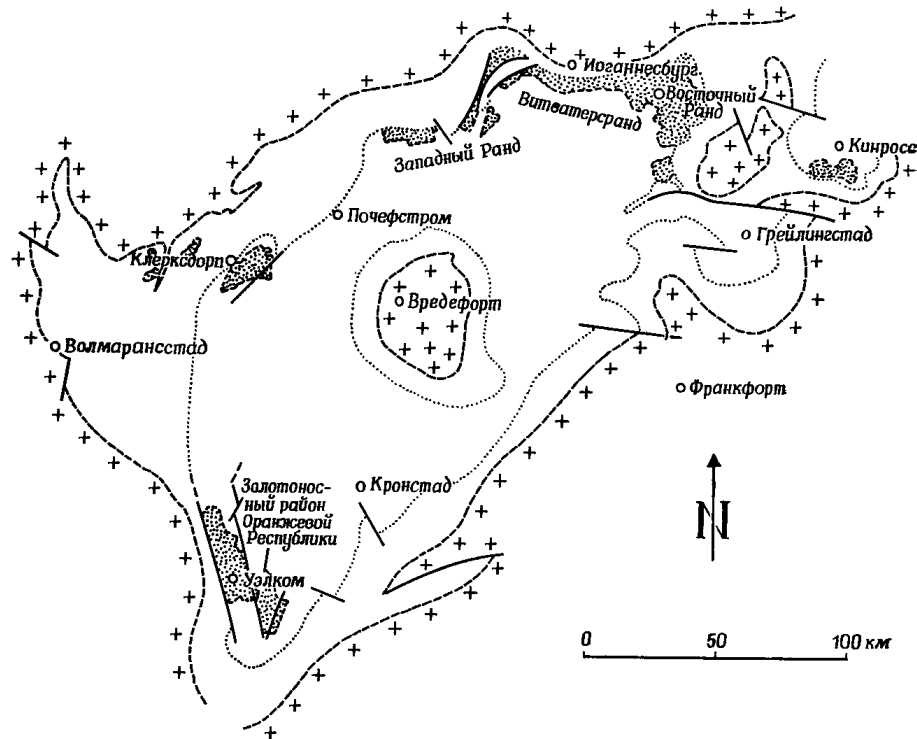 Иоганнесбург
Витватерсранд
Восточный
Ранд
Западный Ранд
Кинросс
Почефстром
Грейлингстад
Клерксдорп
Вредефорт
Волмарансстад
Франкфорт
Кронстад
Золотонос-
ный район
Оранжевой
Республики
Уэлком
N
0 50 100 км